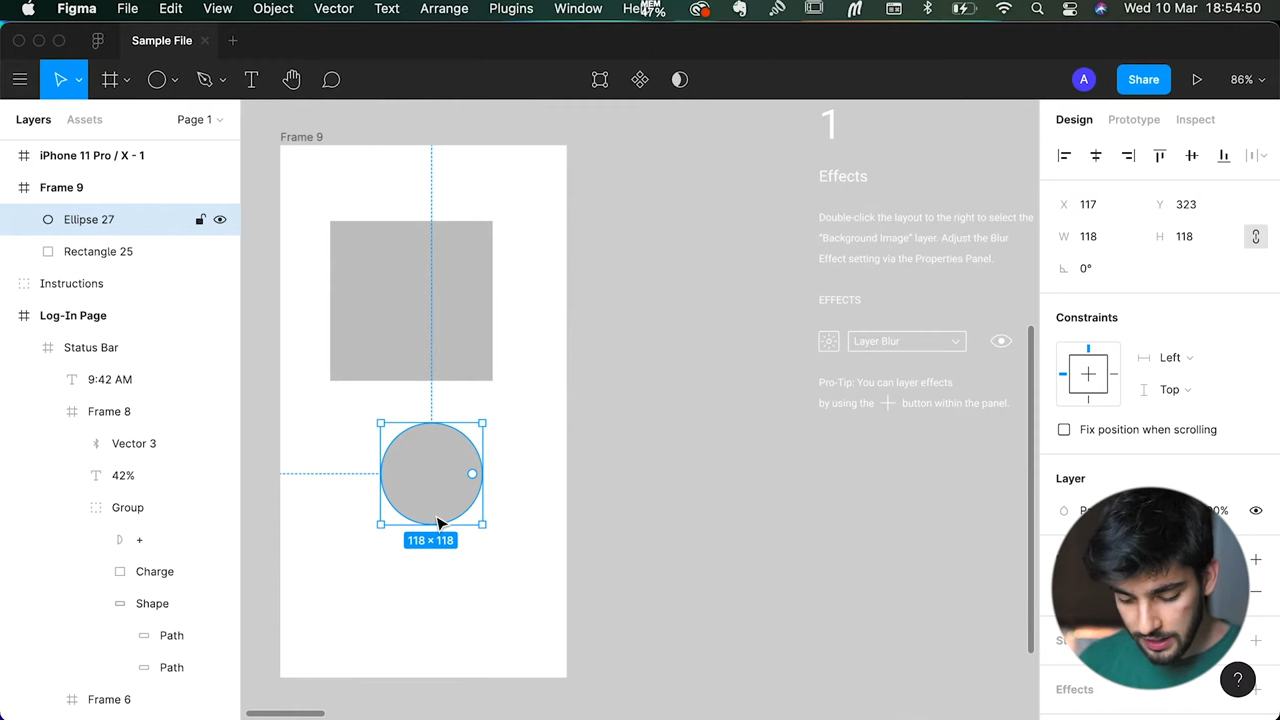 Figma File Edit View Object Vector Text Arrange Plugins Window MEM 47% Wed 10 Mar 18:54:50
Sample File
Share 86%
A
Layers Assets Page 1
Design Prototype Inspect
iPhone 11 Pro / X - 1
Frame 9
Ellipse 27
Rectangle 25
Instructions
Log-In Page
Status Bar
9:42 AM
Frame 8
Vector 3
42%
Group
+
Charge
Shape
Path
Path
Frame 6
Frame 9
118 × 118
1
Effects
Double-click the layout to the right to select the
“Background Image” layer. Adjust the Blur
Effect setting via the Properties Panel.
EFFECTS
Layer Blur
Pro-Tip: You can layer effects
by using the + button within the panel.
X 117 Y 323
W 118 H 118
0°
Constraints
Left
Top
Fix position when scrolling
Layer
Effects
?